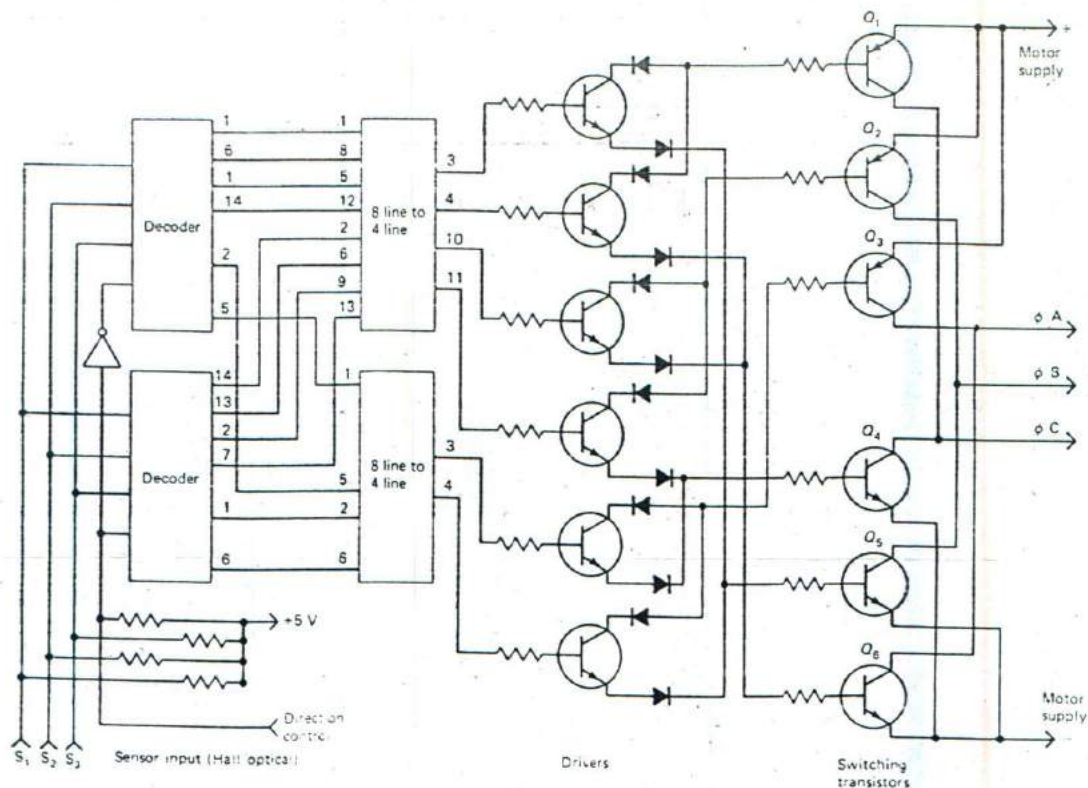 Q1
+
Motor
supply
Q2
Q3
φ A
φ B
φ C
Q4
Q5
Q6
Motor
supply
−
Decoder
1
6
1
14
2
5
1
8
5
12
2
6
9
13
8 line to
4 line
3
4
10
11
Decoder
14
13
2
7
1
6
1
5
2
6
8 line to
4 line
3
4
+5 V
Direction
control
S1 S2 S3
Sensor input (Hall optical)
Drivers
Switching
transistors